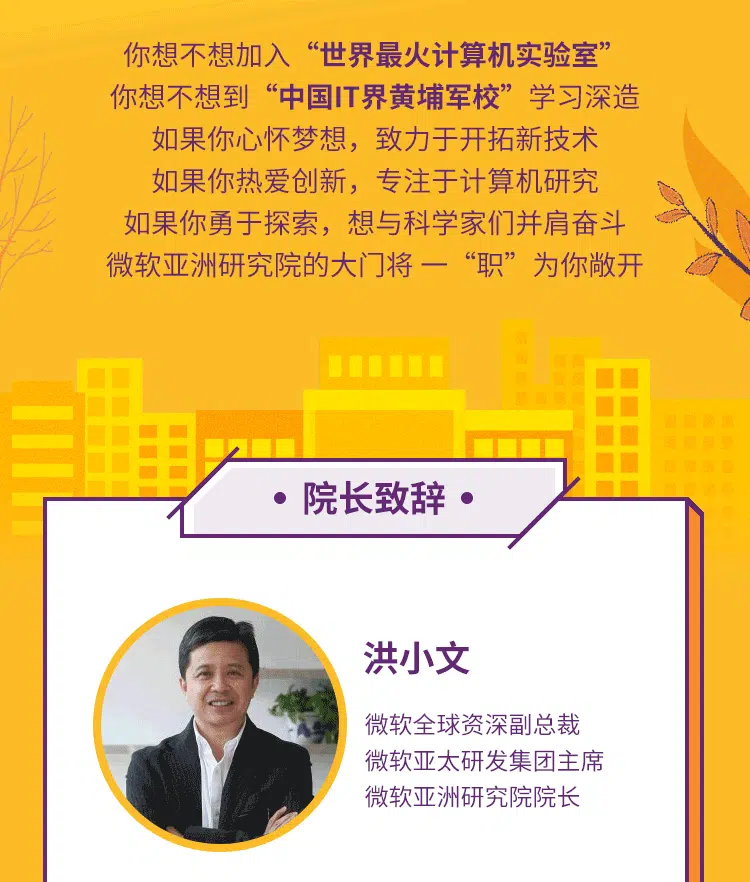 你想不想加入“世界最火计算机实验室”
你想不想到“中国IT界黄埔军校”学习深造
如果你心怀梦想，致力于开拓新技术
如果你热爱创新，专注于计算机研究
如果你勇于探索，想与科学家们并肩奋斗
微软亚洲研究院的大门将 一“职”为你敞开
• 院长致辞 •
洪小文
微软全球资深副总裁
微软亚太研发集团主席
微软亚洲研究院院长